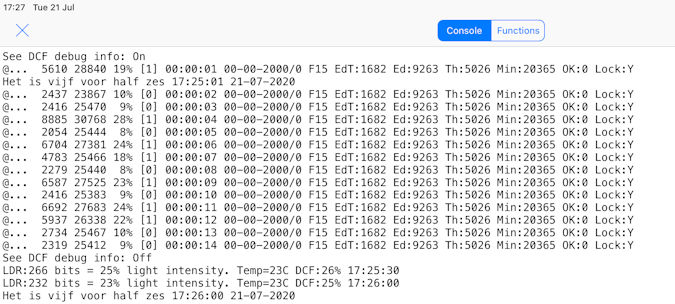 17:27 Tue 21 Jul
Console Functions
See DCF debug info: On
@... 5610 28840 19% [1] 00:00:01 00-00-2000/0 F15 EdT:1682 Ed:9263 Th:5026 Min:20365 OK:0 Lock:Y
Het is vijf voor half zes 17:25:01 21-07-2020
@... 2437 23867 10% [0] 00:00:02 00-00-2000/0 F15 EdT:1682 Ed:9263 Th:5026 Min:20365 OK:0 Lock:Y
@... 2416 25470 9% [0] 00:00:03 00-00-2000/0 F15 EdT:1682 Ed:9263 Th:5026 Min:20365 OK:0 Lock:Y
@... 8885 30768 28% [1] 00:00:04 00-00-2000/0 F15 EdT:1682 Ed:9263 Th:5026 Min:20365 OK:0 Lock:Y
@... 2054 25444 8% [0] 00:00:05 00-00-2000/0 F15 EdT:1682 Ed:9263 Th:5026 Min:20365 OK:0 Lock:Y
@... 6704 27381 24% [1] 00:00:06 00-00-2000/0 F15 EdT:1682 Ed:9263 Th:5026 Min:20365 OK:0 Lock:Y
@... 4783 25466 18% [1] 00:00:07 00-00-2000/0 F15 EdT:1682 Ed:9263 Th:5026 Min:20365 OK:0 Lock:Y
@... 2279 25440 8% [0] 00:00:08 00-00-2000/0 F15 EdT:1682 Ed:9263 Th:5026 Min:20365 OK:0 Lock:Y
@... 6587 27525 23% [1] 00:00:09 00-00-2000/0 F15 EdT:1682 Ed:9263 Th:5026 Min:20365 OK:0 Lock:Y
@... 2416 25383 9% [0] 00:00:10 00-00-2000/0 F15 EdT:1682 Ed:9263 Th:5026 Min:20365 OK:0 Lock:Y
@... 6692 27683 24% [1] 00:00:11 00-00-2000/0 F15 EdT:1682 Ed:9263 Th:5026 Min:20365 OK:0 Lock:Y
@... 5937 26338 22% [1] 00:00:12 00-00-2000/0 F15 EdT:1682 Ed:9263 Th:5026 Min:20365 OK:0 Lock:Y
@... 2734 25467 10% [0] 00:00:13 00-00-2000/0 F15 EdT:1682 Ed:9263 Th:5026 Min:20365 OK:0 Lock:Y
@... 2319 25412 9% [0] 00:00:14 00-00-2000/0 F15 EdT:1682 Ed:9263 Th:5026 Min:20365 OK:0 Lock:Y
See DCF debug info: Off
LDR:266 bits = 25% light intensity. Temp=23C DCF:26% 17:25:30
LDR:232 bits = 23% light intensity. Temp=23C DCF:25% 17:26:00
Het is vijf voor half zes 17:26:00 21-07-2020